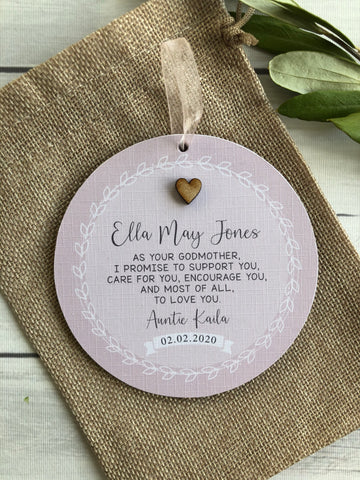 Ella May Jones
AS YOUR GODMOTHER,
I PROMISE TO SUPPORT YOU,
CARE FOR YOU, ENCOURAGE YOU,
AND MOST OF ALL,
TO LOVE YOU.
Auntie Kaila
02.02.2020